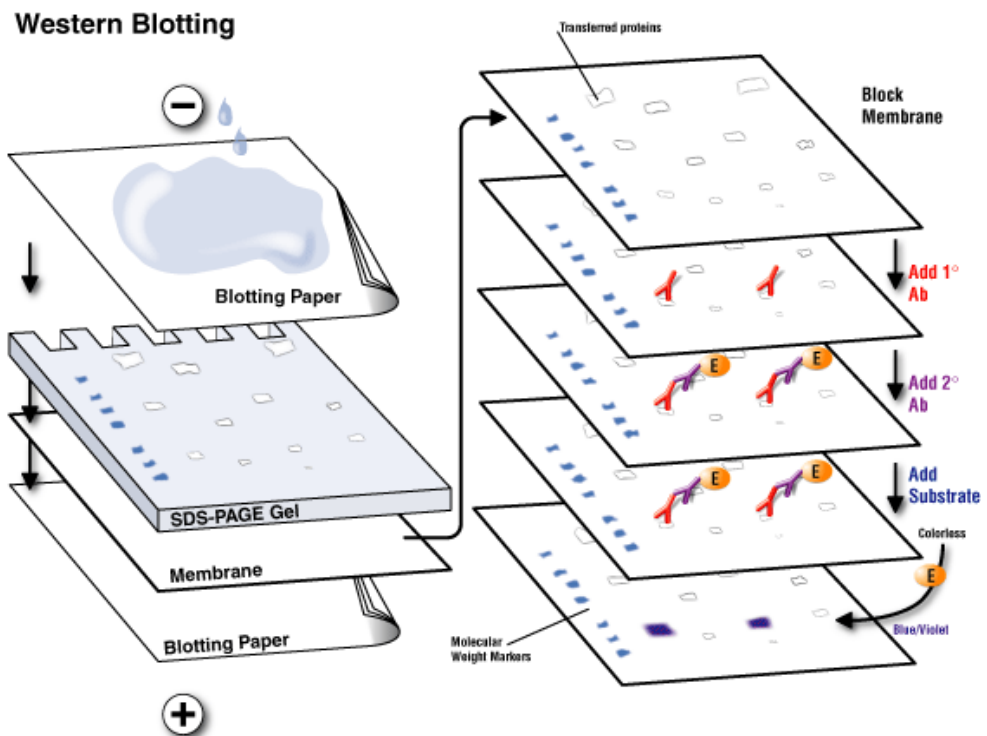 Western Blotting
−
Blotting Paper
SDS-PAGE Gel
Membrane
Blotting Paper
+
Transferred proteins
Block
Membrane
Add 1°
Ab
E
E
Add 2°
Ab
E
E
Add
Substrate
Colorless
E
Blue/Violet
Molecular
Weight Markers